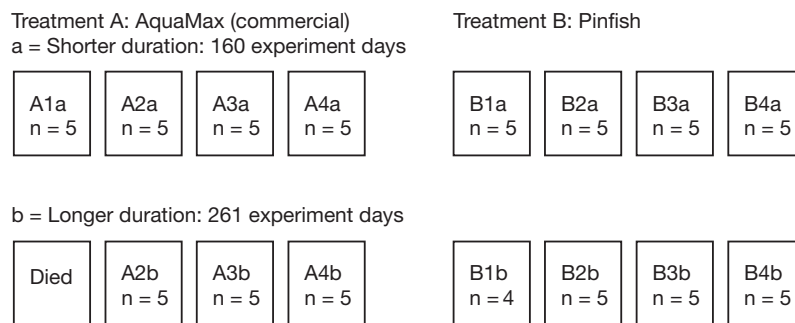 Treatment A: AquaMax (commercial)
Treatment B: Pinfish
a = Shorter duration: 160 experiment days
A1a
n = 5
A2a
n = 5
A3a
n = 5
A4a
n = 5
B1a
n = 5
B2a
n = 5
B3a
n = 5
B4a
n = 5
b = Longer duration: 261 experiment days
Died
A2b
n = 5
A3b
n = 5
A4b
n = 5
B1b
n = 4
B2b
n = 5
B3b
n = 5
B4b
n = 5